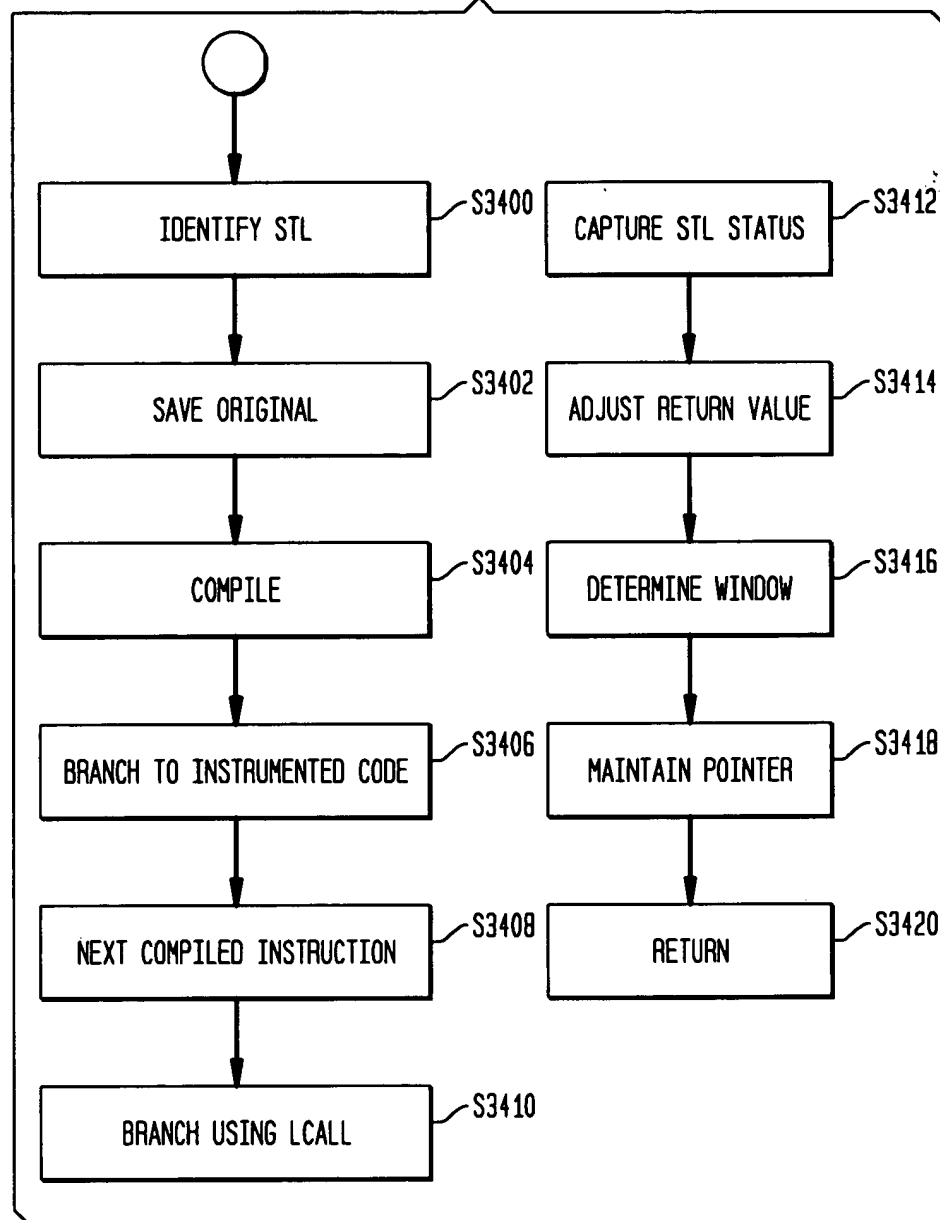 IDENTIFY STL
S3400
SAVE ORIGINAL
S3402
COMPILE
S3404
BRANCH TO INSTRUMENTED CODE
S3406
NEXT COMPILED INSTRUCTION
S3408
BRANCH USING LCALL
S3410
CAPTURE STL STATUS
S3412
ADJUST RETURN VALUE
S3414
DETERMINE WINDOW
S3416
MAINTAIN POINTER
S3418
RETURN
S3420